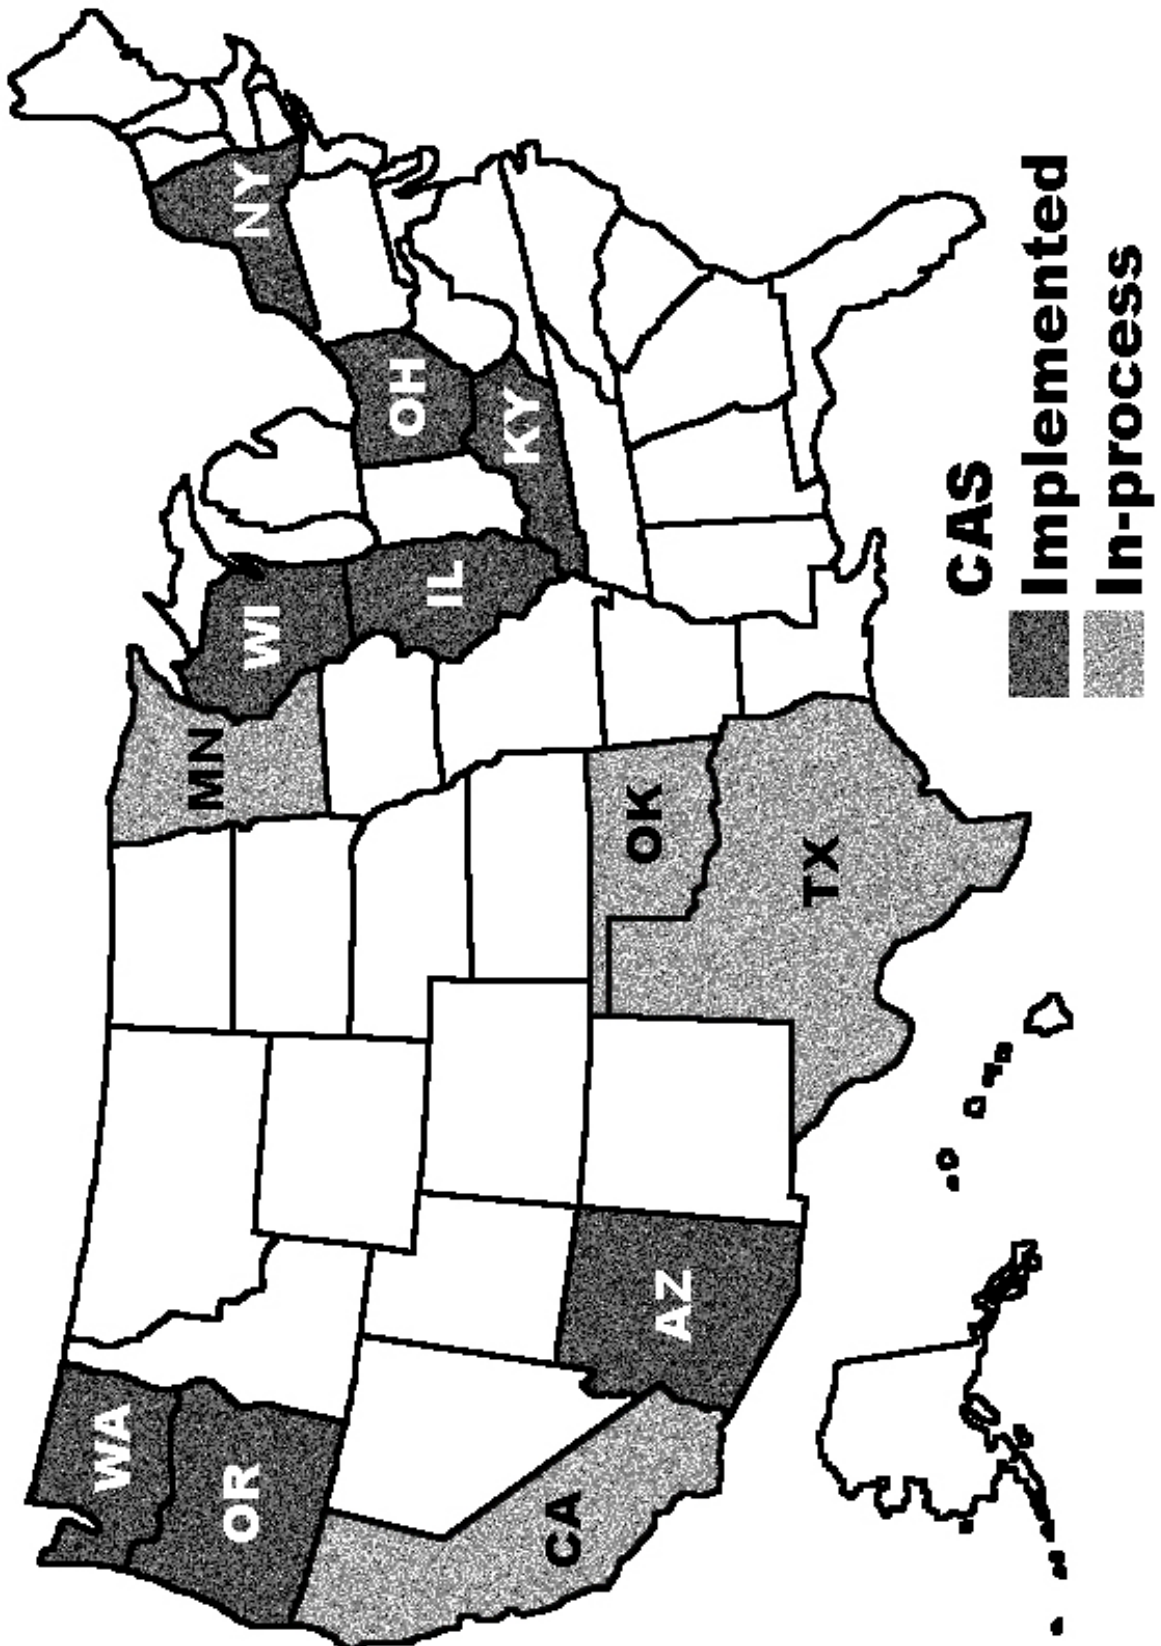 WA
OR
CA
AZ
MN
WI
IL
OH
KY
NY
OK
TX
CAS
Implemented
In-process